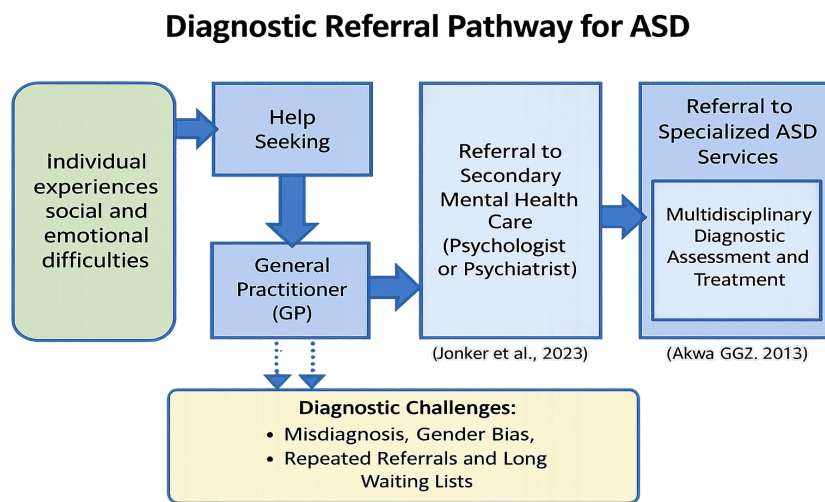 Diagnostic Referral Pathway for ASD
Individual
experiences
social and
emotional
difficulties
Help
Seeking
General
Practitioner
(GP)
Referral to
Secondary
Mental Health
Care
(Psychologist
or Psychiatrist)
(Jonker et al., 2023)
Referral to
Specialized ASD
Services
Multidisciplinary
Diagnostic
Assessment and
Treatment
(Akwa GGZ. 2013)
Diagnostic Challenges:
• Misdiagnosis, Gender Bias,
• Repeated Referrals and Long
Waiting Lists